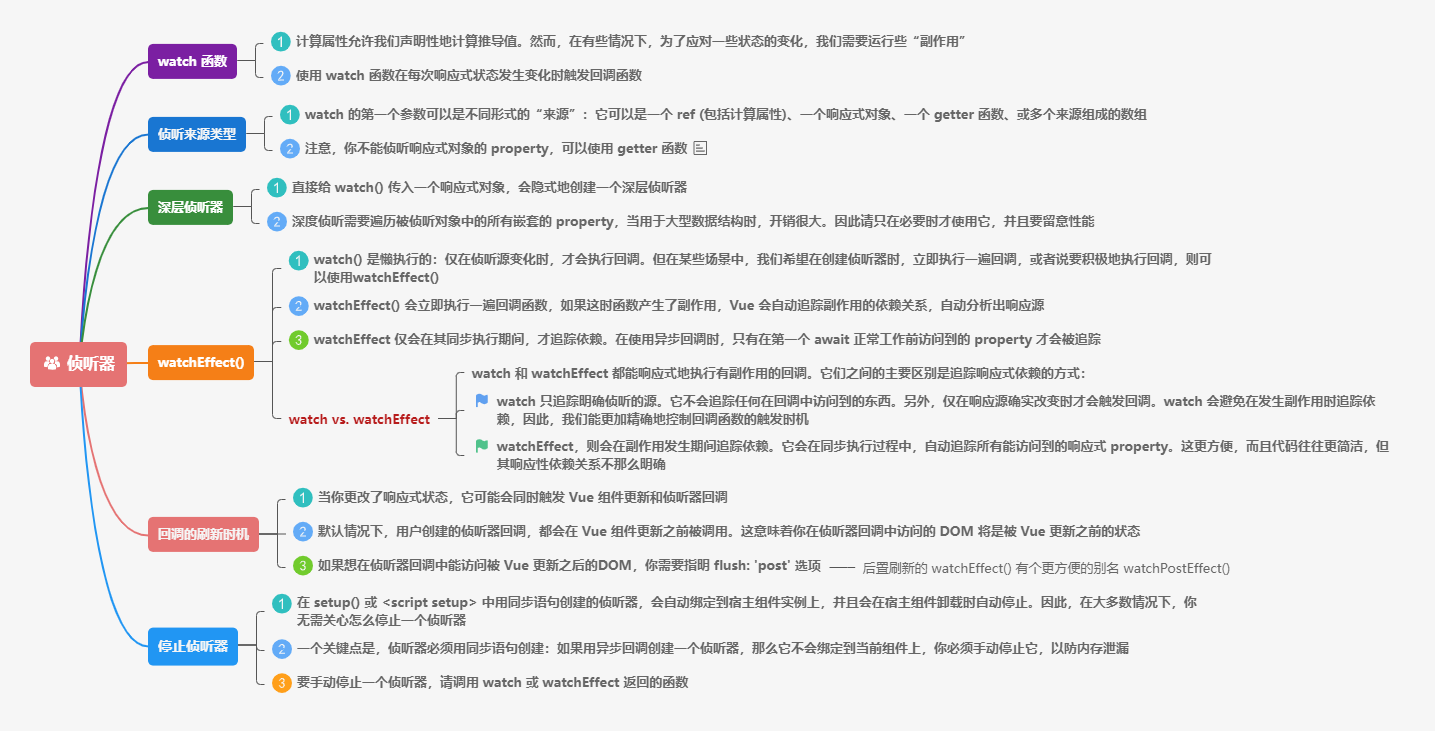 侦听器
watch 函数
1 计算属性允许我们声明性地计算推导值。然而，在有些情况下，为了应对一些状态的变化，我们需要运行些“副作用”
2 使用 watch 函数在每次响应式状态发生变化时触发回调函数
侦听来源类型
1 watch 的第一个参数可以是不同形式的“来源”：它可以是一个 ref (包括计算属性)、一个响应式对象、一个 getter 函数、或多个来源组成的数组
2 注意，你不能侦听响应式对象的 property，可以使用 getter 函数
深层侦听器
1 直接给 watch() 传入一个响应式对象，会隐式地创建一个深层侦听器
2 深度侦听需要遍历被侦听对象中的所有嵌套的 property，当用于大型数据结构时，开销很大。因此请只在必要时才使用它，并且要留意性能
watchEffect()
1 watch() 是懒执行的：仅在侦听源变化时，才会执行回调。但在某些场景中，我们希望在创建侦听器时，立即执行一遍回调，或者说要积极地执行回调，则可
以使用watchEffect()
2 watchEffect() 会立即执行一遍回调函数，如果这时函数产生了副作用，Vue 会自动追踪副作用的依赖关系，自动分析出响应源
3 watchEffect 仅会在其同步执行期间，才追踪依赖。在使用异步回调时，只有在第一个 await 正常工作前访问到的 property 才会被追踪
watch vs. watchEffect
watch 和 watchEffect 都能响应式地执行有副作用的回调。它们之间的主要区别是追踪响应式依赖的方式：
watch 只追踪明确侦听的源。它不会追踪任何在回调中访问到的东西。另外，仅在响应源确实改变时才会触发回调。watch 会避免在发生副作用时追踪依
赖，因此，我们能更加精确地控制回调函数的触发时机
watchEffect，则会在副作用发生期间追踪依赖。它会在同步执行过程中，自动追踪所有能访问到的响应式 property。这更方便，而且代码往往更简洁，但
其响应性依赖关系不那么明确
回调的刷新时机
1 当你更改了响应式状态，它可能会同时触发 Vue 组件更新和侦听器回调
2 默认情况下，用户创建的侦听器回调，都会在 Vue 组件更新之前被调用。这意味着你在侦听器回调中访问的 DOM 将是被 Vue 更新之前的状态
3 如果想在侦听器回调中能访问被 Vue 更新之后的DOM，你需要指明 flush: 'post' 选项 —— 后置刷新的 watchEffect() 有个更方便的别名 watchPostEffect()
停止侦听器
1 在 setup() 或 <script setup> 中用同步语句创建的侦听器，会自动绑定到宿主组件实例上，并且会在宿主组件卸载时自动停止。因此，在大多数情况下，你
无需关心怎么停止一个侦听器
2 一个关键点是，侦听器必须用同步语句创建：如果用异步回调创建一个侦听器，那么它不会绑定到当前组件上，你必须手动停止它，以防内存泄漏
3 要手动停止一个侦听器，请调用 watch 或 watchEffect 返回的函数